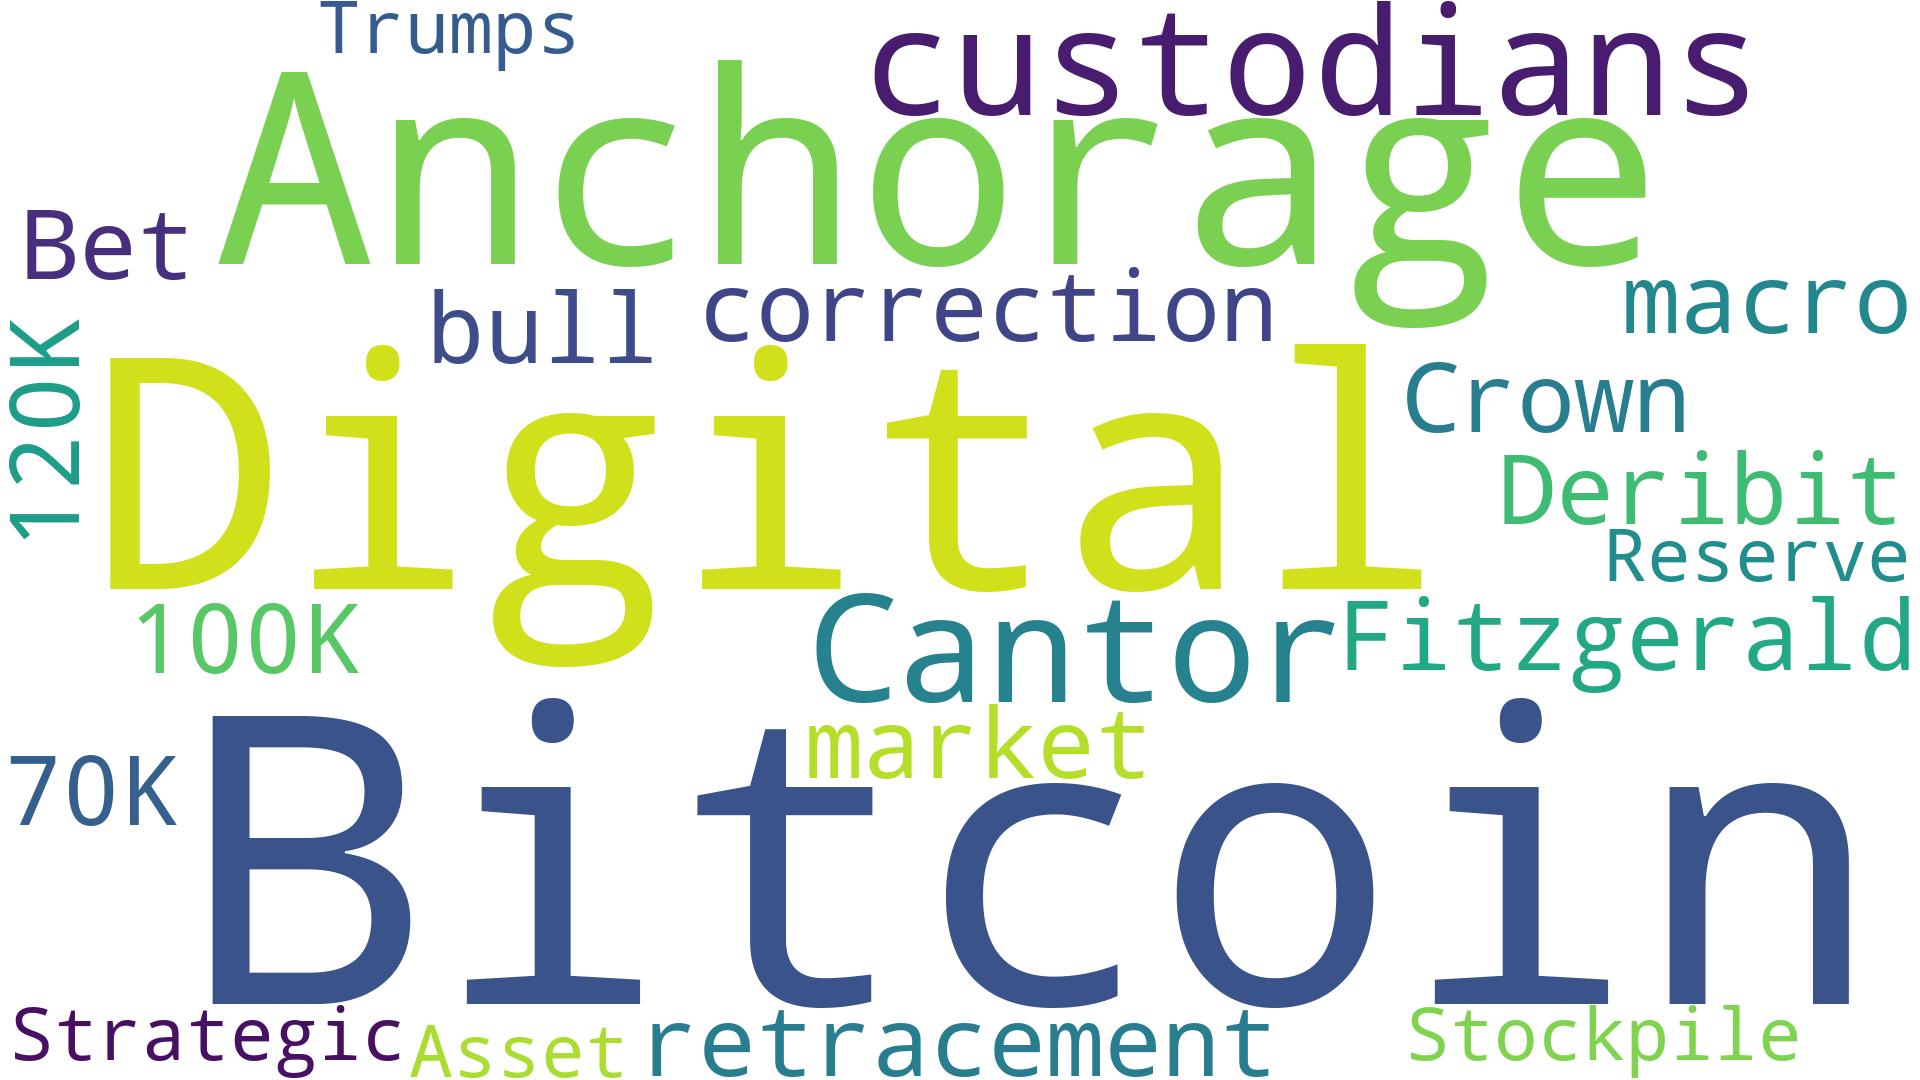 Trumps
custodians
Anchorage
Bet
bull
correction
macro
120K
Digital
Crown
Deribit
Reserve
100K
Cantor
Fitzgerald
market
70K
Bitcoin
Strategic
Asset
retracement
Stockpile